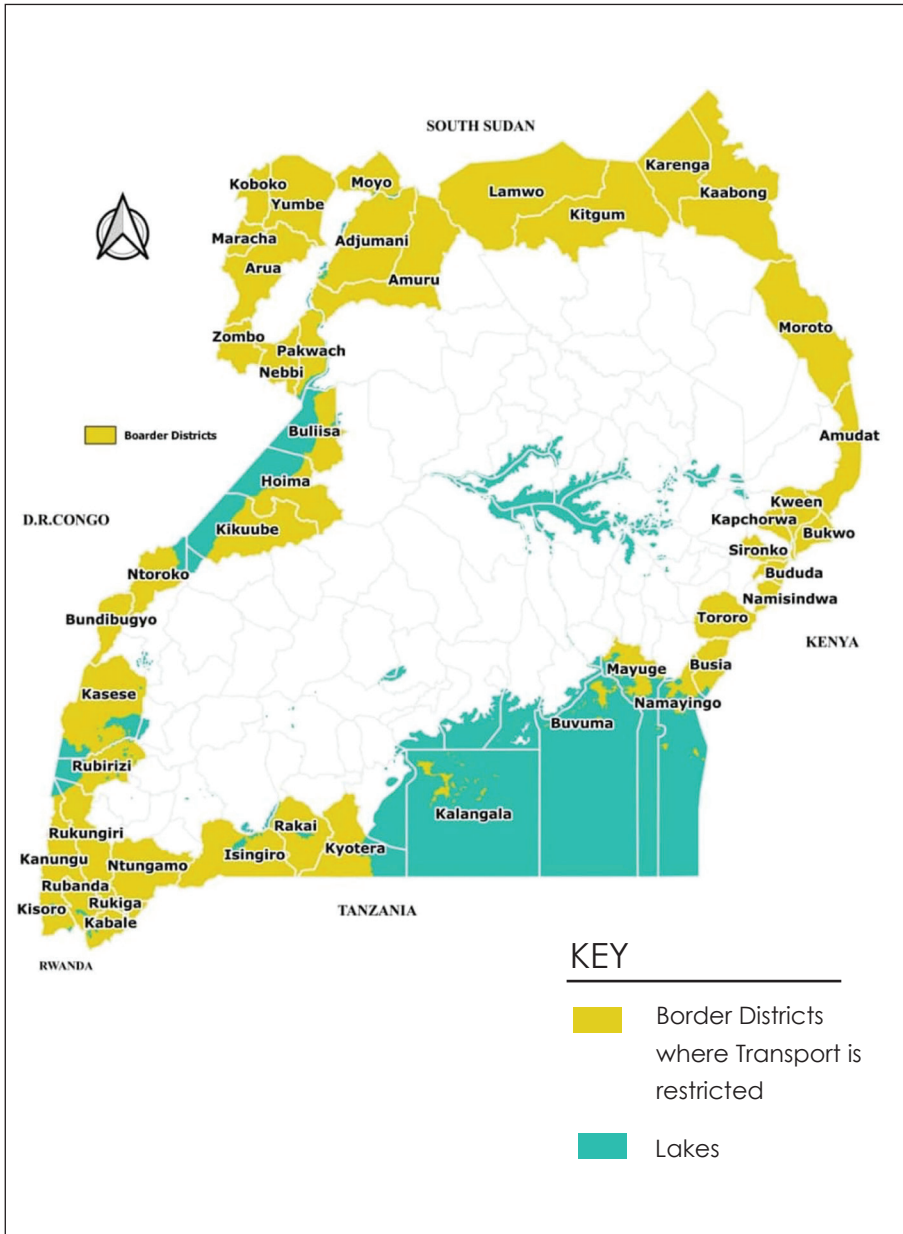 SOUTH SUDAN
Karenga
Koboko
Moyo
Lamwo
Kaabong
Yumbe
Kitgum
Maracha
Adjumani
Arua
Amuru
Moroto
Zombo
Pakwach
Nebbi
Boarder Districts
Buliisa
Amudat
Hoima
Kween
D.R.CONGO
Kapchorwa
Kikuube
Bukwo
Sironko
Ntoroko
Bududa
Namisindwa
Bundibugyo
Tororo
KENYA
Mayuge
Busia
Kasese
Namayingo
Buvuma
Rubirizi
Kalangala
Rakai
Rukungiri
Kyotera
Isingiro
Kanungu
Ntungamo
Rubanda
Rukiga
Kisoro
TANZANIA
Kabale
RWANDA
KEY
Border Districts
where Transport is
restricted
Lakes